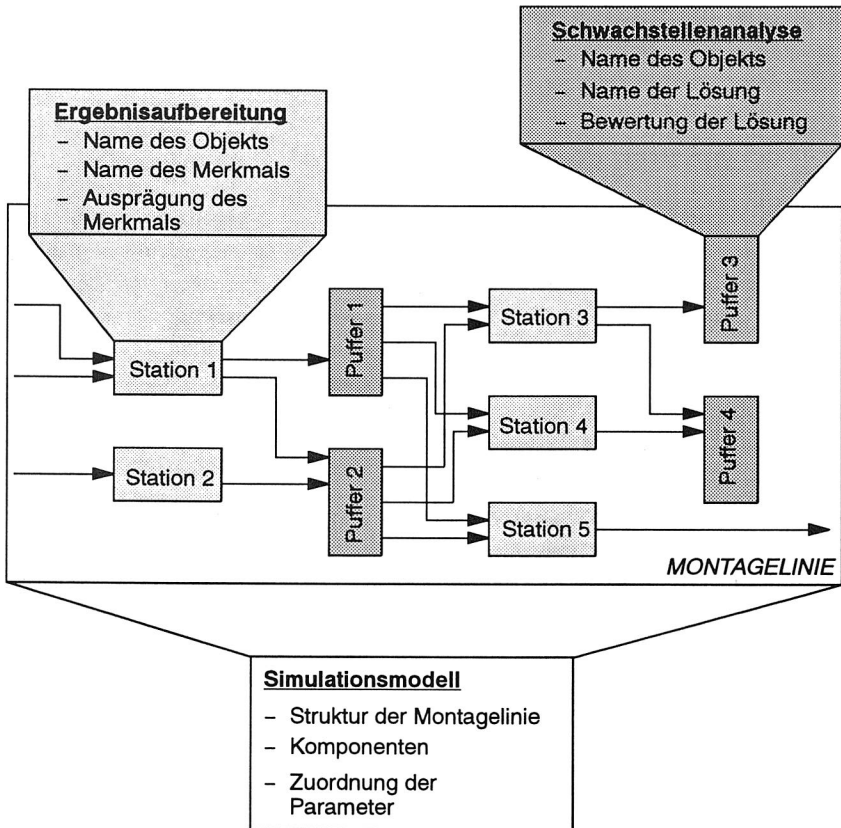 Schwachstellenanalyse
– Name des Objekts
– Name der Lösung
– Bewertung der Lösung
Ergebnisaufbereitung
– Name des Objekts
– Name des Merkmals
– Ausprägung des
Merkmals
Station 1
Station 2
Puffer 1
Puffer 2
Station 3
Station 4
Station 5
Puffer 3
Puffer 4
MONTAGELINIE
Simulationsmodell
– Struktur der Montagelinie
– Komponenten
– Zuordnung der
Parameter